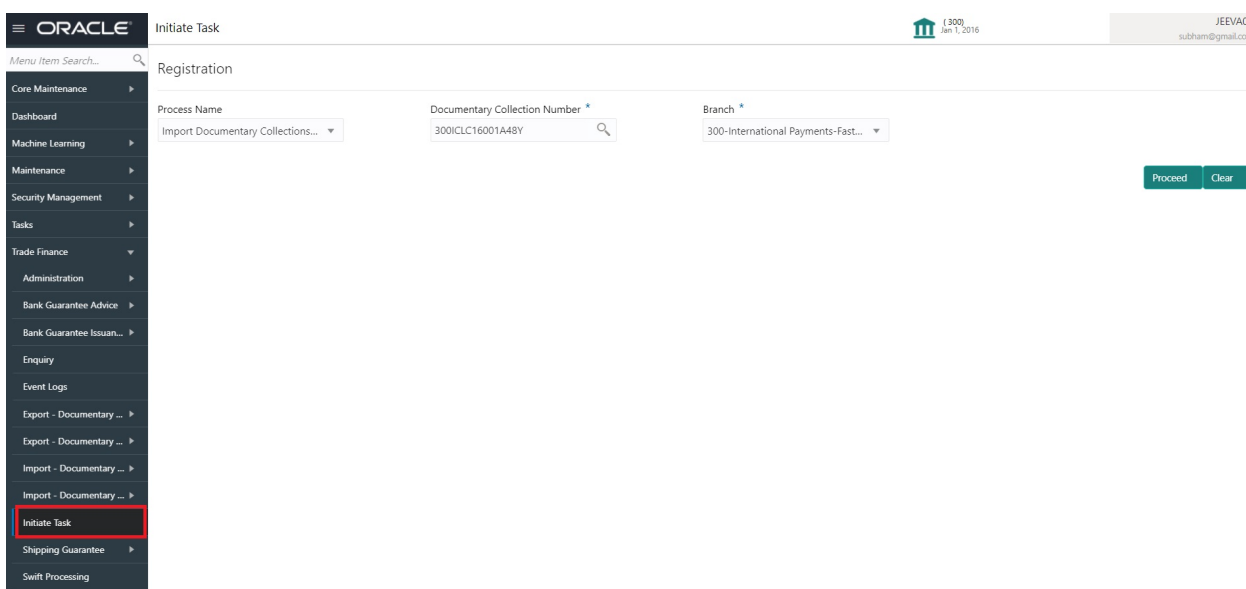 ORACLE
Initiate Task
( 300)
Jan 1, 2016
JEEVA
subham@gmail.co
Menu Item Search...
Registration
Core Maintenance
Dashboard
Machine Learning
Maintenance
Security Management
Tasks
Trade Finance
Administration
Bank Guarantee Advice
Bank Guarantee Issuan...
Enquiry
Event Logs
Export - Documentary ...
Export - Documentary ...
Import - Documentary ...
Import - Documentary ...
Initiate Task
Shipping Guarantee
Swift Processing
Process Name
Import Documentary Collections...
Documentary Collection Number *
300ICLC16001A48Y
Branch *
300-International Payments-Fast...
Proceed
Clear